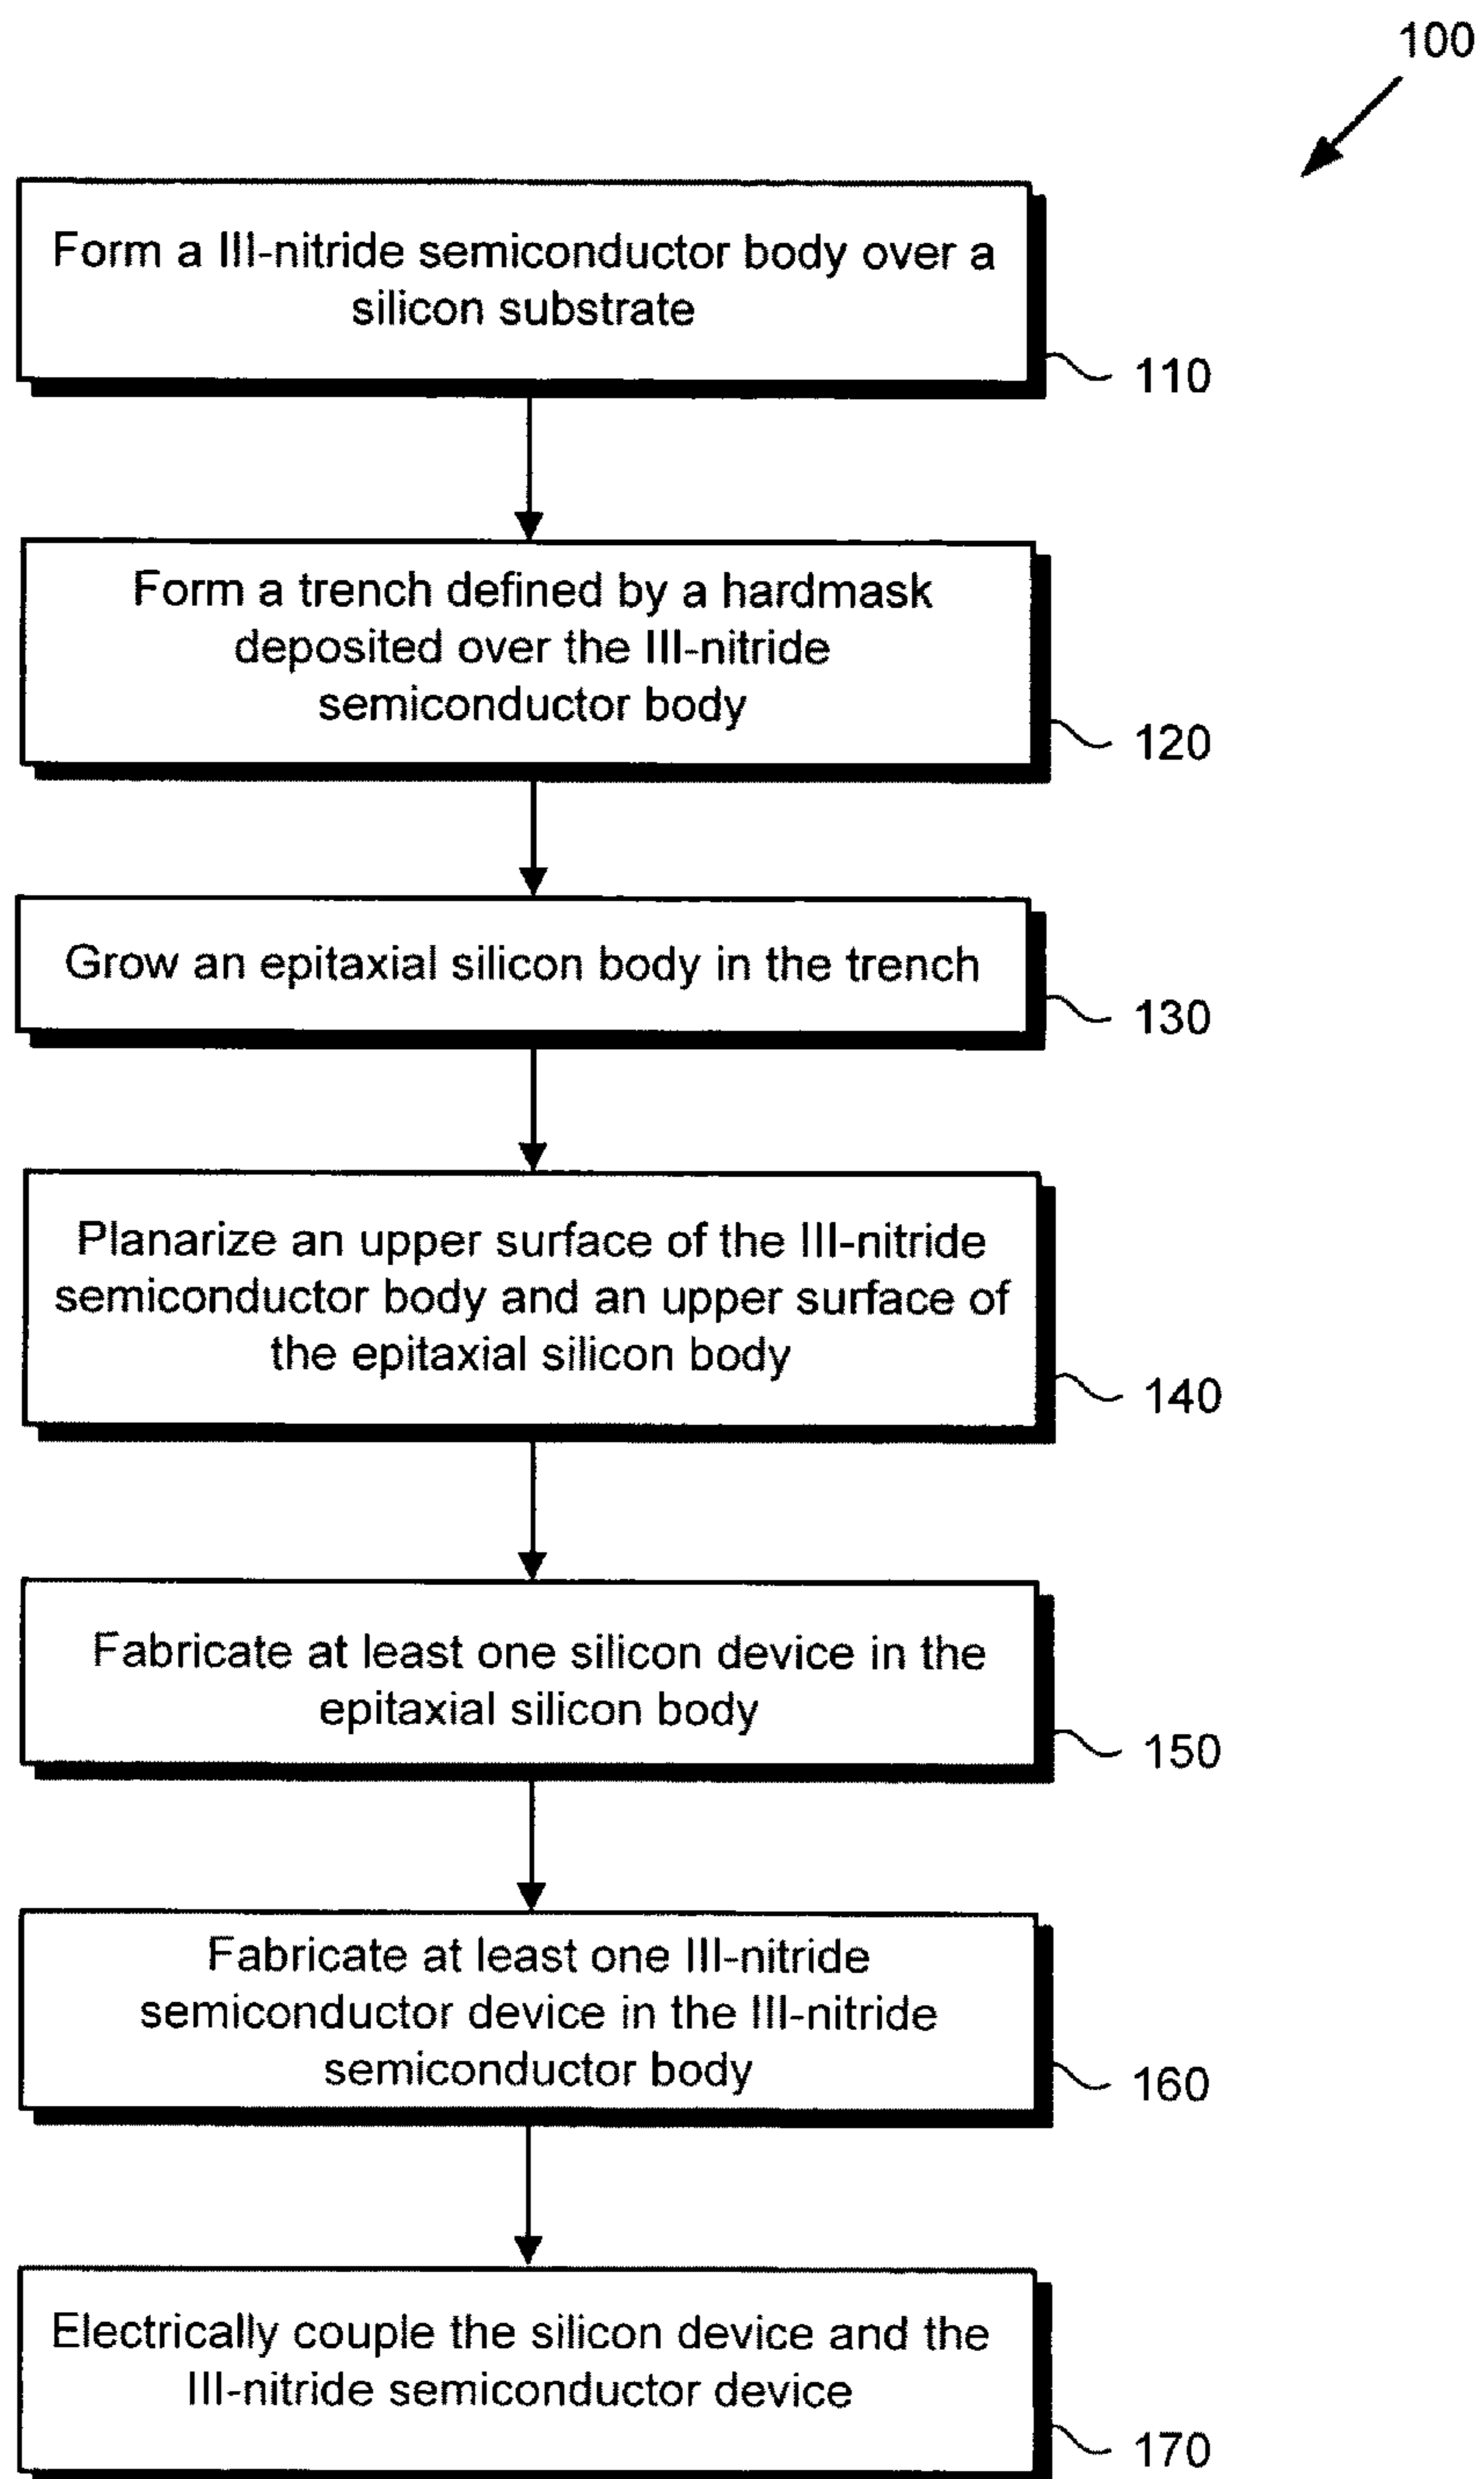 100
Form a III-nitride semiconductor body over a
silicon substrate
110
Form a trench defined by a hardmask
deposited over the III-nitride
semiconductor body
120
Grow an epitaxial silicon body in the trench
130
Planarize an upper surface of the III-nitride
semiconductor body and an upper surface of
the epitaxial silicon body
140
Fabricate at least one silicon device in the
epitaxial silicon body
150
Fabricate at least one III-nitride
semiconductor device in the III-nitride
semiconductor body
160
Electrically couple the silicon device and the
III-nitride semiconductor device
170